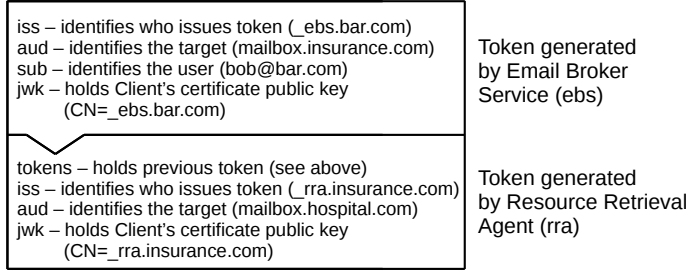 iss – identifies who issues token (_ebs.bar.com)
aud – identifies the target (mailbox.insurance.com)
sub – identifies the user (bob@bar.com)
jwk – holds Client's certificate public key
(CN=_ebs.bar.com)
Token generated
by Email Broker
Service (ebs)
tokens – holds previous token (see above)
iss – identifies who issues token (_rra.insurance.com)
aud – identifies the target (mailbox.hospital.com)
jwk – holds Client's certificate public key
(CN=_rra.insurance.com)
Token generated
by Resource Retrieval
Agent (rra)